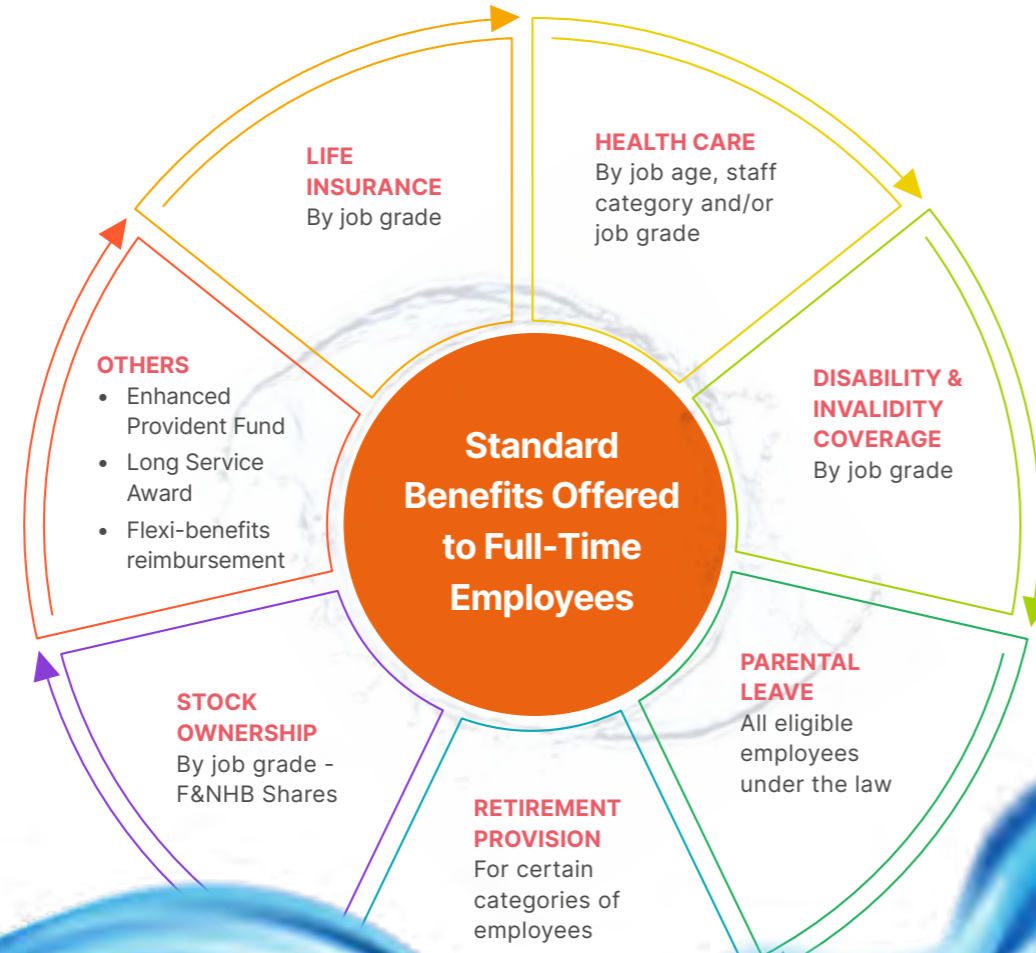 LIFE
INSURANCE
By job grade
HEALTH CARE
By job age, staff
category and/or
job grade
DISABILITY &
INVALIDITY
COVERAGE
By job grade
PARENTAL
LEAVE
All eligible
employees
under the law
RETIREMENT
PROVISION
For certain
categories of
employees
STOCK
OWNERSHIP
By job grade -
F&NHB Shares
OTHERS
• Enhanced
Provident Fund
• Long Service
Award
• Flexi-benefits
reimbursement
Standard
Benefits Offered
to Full-Time
Employees